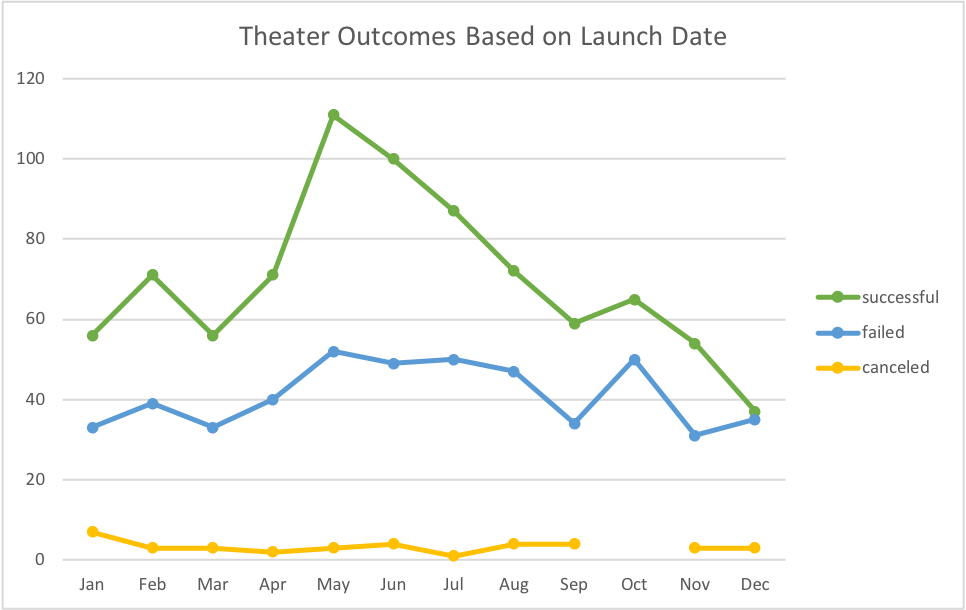 Theater Outcomes Based on Launch Date
120
100
80
60
40
20
0
Jan Feb Mar Apr May Jun Jul Aug Sep Oct Nov Dec
successful
failed
canceled